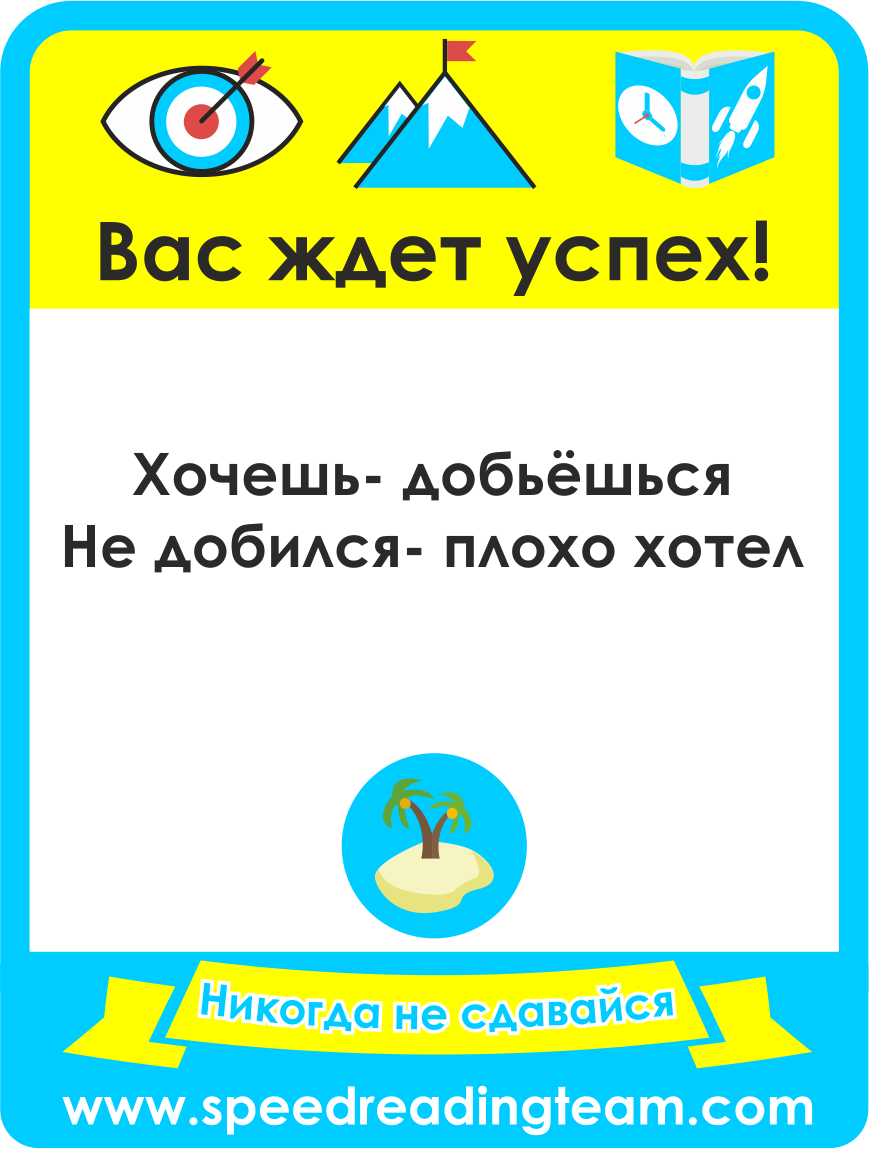 Вас ждет успех!
Хочешь- добьёшься
Не добился- плохо хотел
Никогда не сдавайся
www.speedreadingteam.com